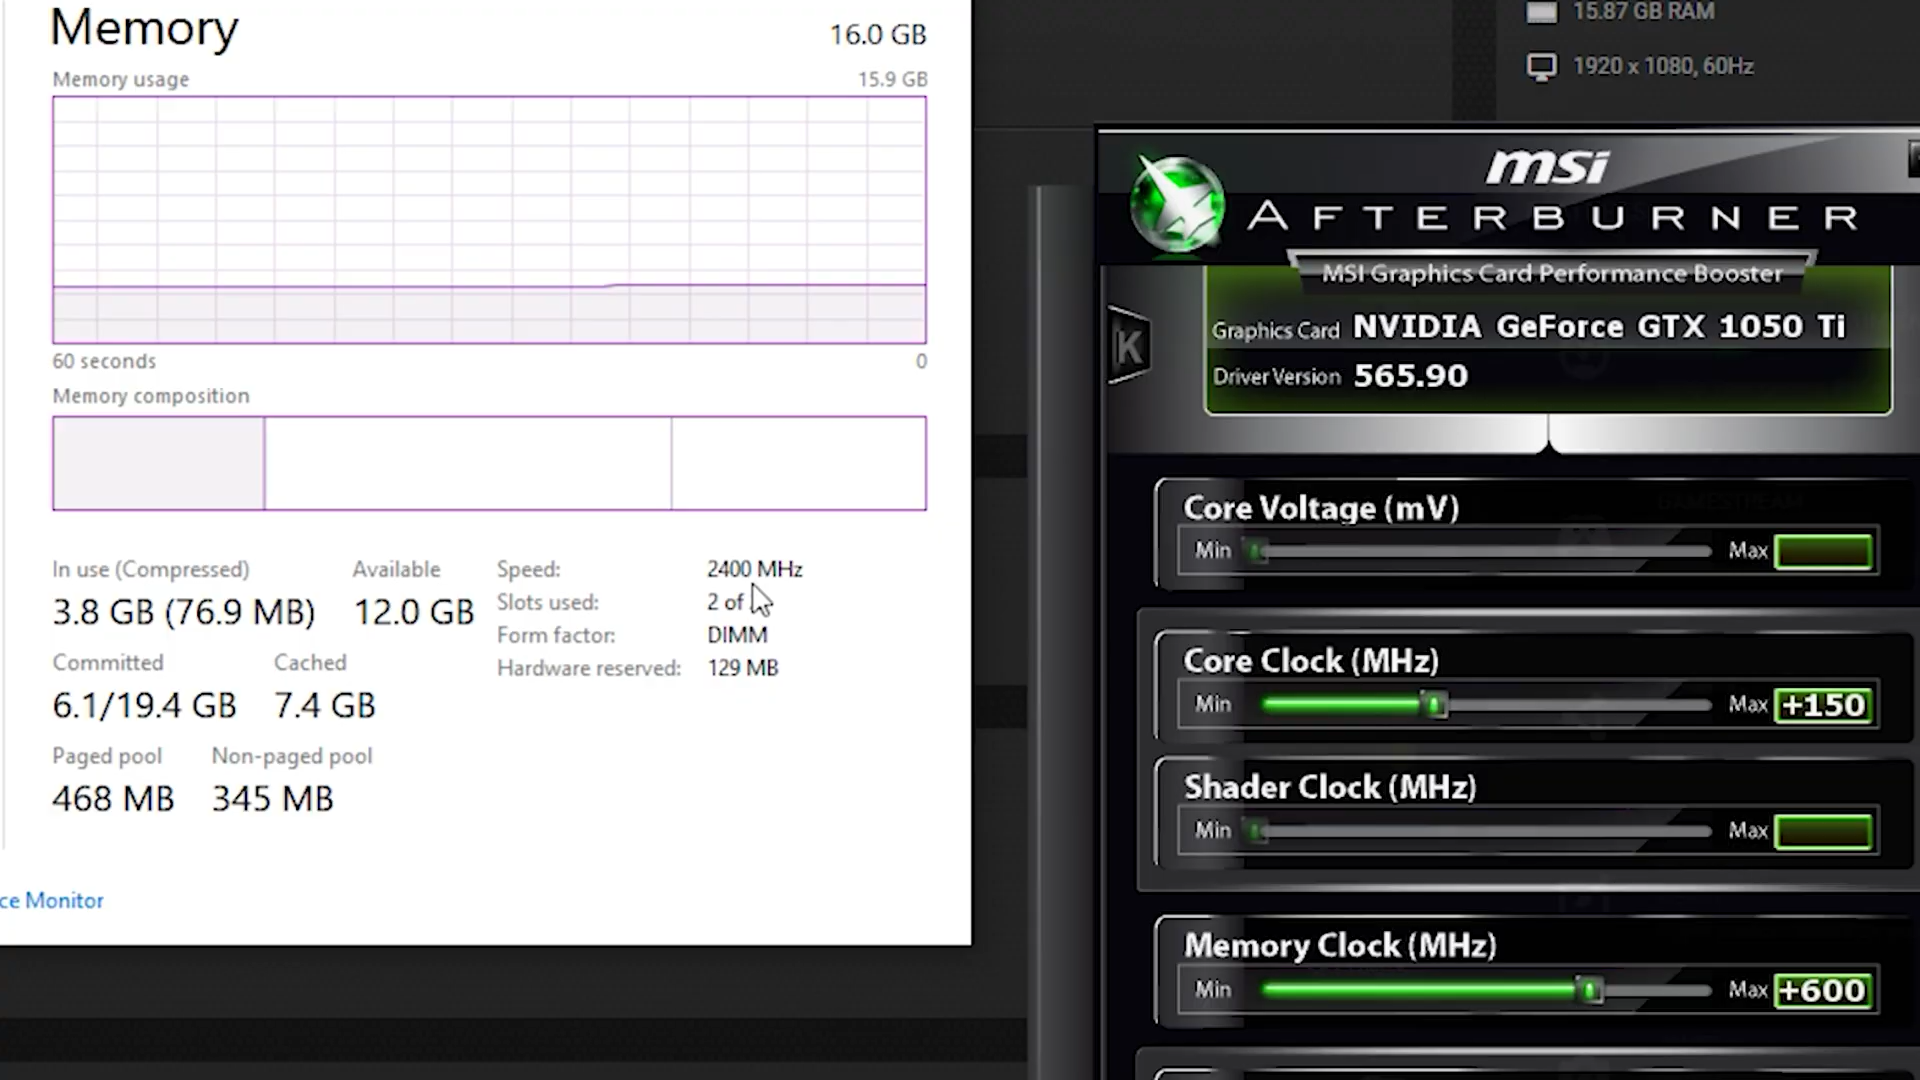 Memory
16.0 GB
Memory usage
15.9 GB
60 seconds
0
Memory composition
In use (Compressed)
3.8 GB (76.9 MB)
Available
12.0 GB
Speed:
2400 MHz
Slots used:
2 of
Form factor:
DIMM
Hardware reserved:
129 MB
Committed
6.1/19.4 GB
Cached
7.4 GB
Paged pool
468 MB
Non-paged pool
345 MB
ce Monitor
15.87 GB RAM
1920 x 1080, 60Hz
msi
AFTERBURNER
MSI Graphics Card Performance Booster
K
Graphics Card NVIDIA GeForce GTX 1050 Ti
Driver Version 565.90
Core Voltage (mV)
Min
Max
Core Clock (MHz)
Min
Max +150
Shader Clock (MHz)
Min
Max
Memory Clock (MHz)
Min
Max +600